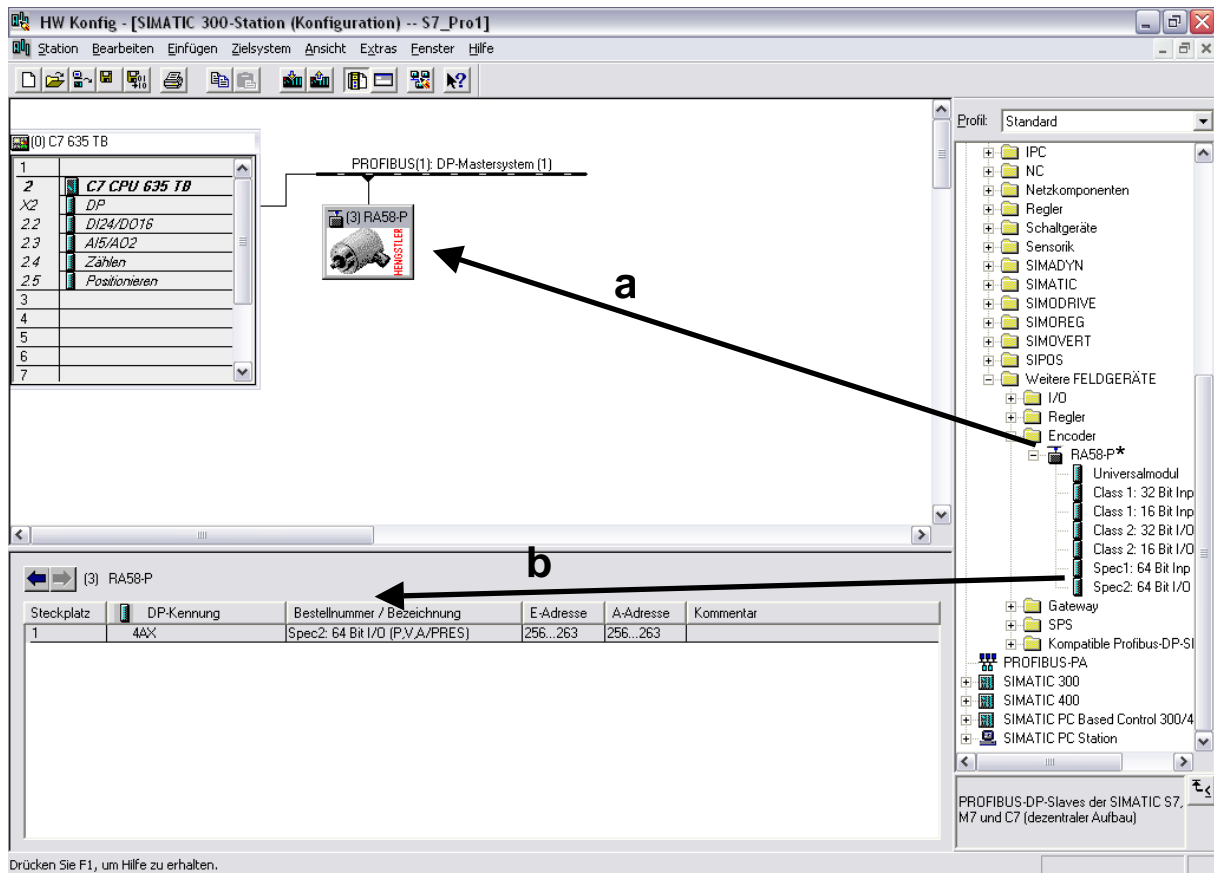 HW Konfig - [SIMATIC 300-Station (Konfiguration) -- S7_Pro1]
Station Bearbeiten Einfügen Zielsystem Ansicht Extras Fenster Hilfe
(0) C7 635 TB
1
2 C7 CPU 635 TB
X2 DP
2.2 DI24/DO16
2.3 AI5/AO2
2.4 Zählen
2.5 Positionieren
3
4
5
6
7
PROFIBUS(1): DP-Mastersystem (1)
(3) RA58-P
HENGSTLER
a
Profil: Standard
IPC
NC
Netzkomponenten
Regler
Schaltgeräte
Sensorik
SIMADYN
SIMATIC
SIMODRIVE
SIMOREG
SIMOVERT
SIPOS
Weitere FELDGERÄTE
I/O
Regler
Encoder
RA58-P*
Universalmodul
Class 1: 32 Bit Inp
Class 1: 16 Bit Inp
Class 2: 32 Bit I/O
Class 2: 16 Bit I/O
Spec1: 64 Bit Inp
Spec2: 64 Bit I/O
Gateway
SPS
Kompatible Profibus-DP-Sl
PROFIBUS-PA
SIMATIC 300
SIMATIC 400
SIMATIC PC Based Control 300/4
SIMATIC PC Station
PROFIBUS-DP-Slaves der SIMATIC S7,
M7 und C7 (dezentraler Aufbau)
b
(3) RA58-P
Steckplatz DP-Kennung Bestellnummer / Bezeichnung E-Adresse A-Adresse Kommentar
1 4AX Spec2: 64 Bit I/O (P,V,A/PRES) 256...263 256...263
Drücken Sie F1, um Hilfe zu erhalten.